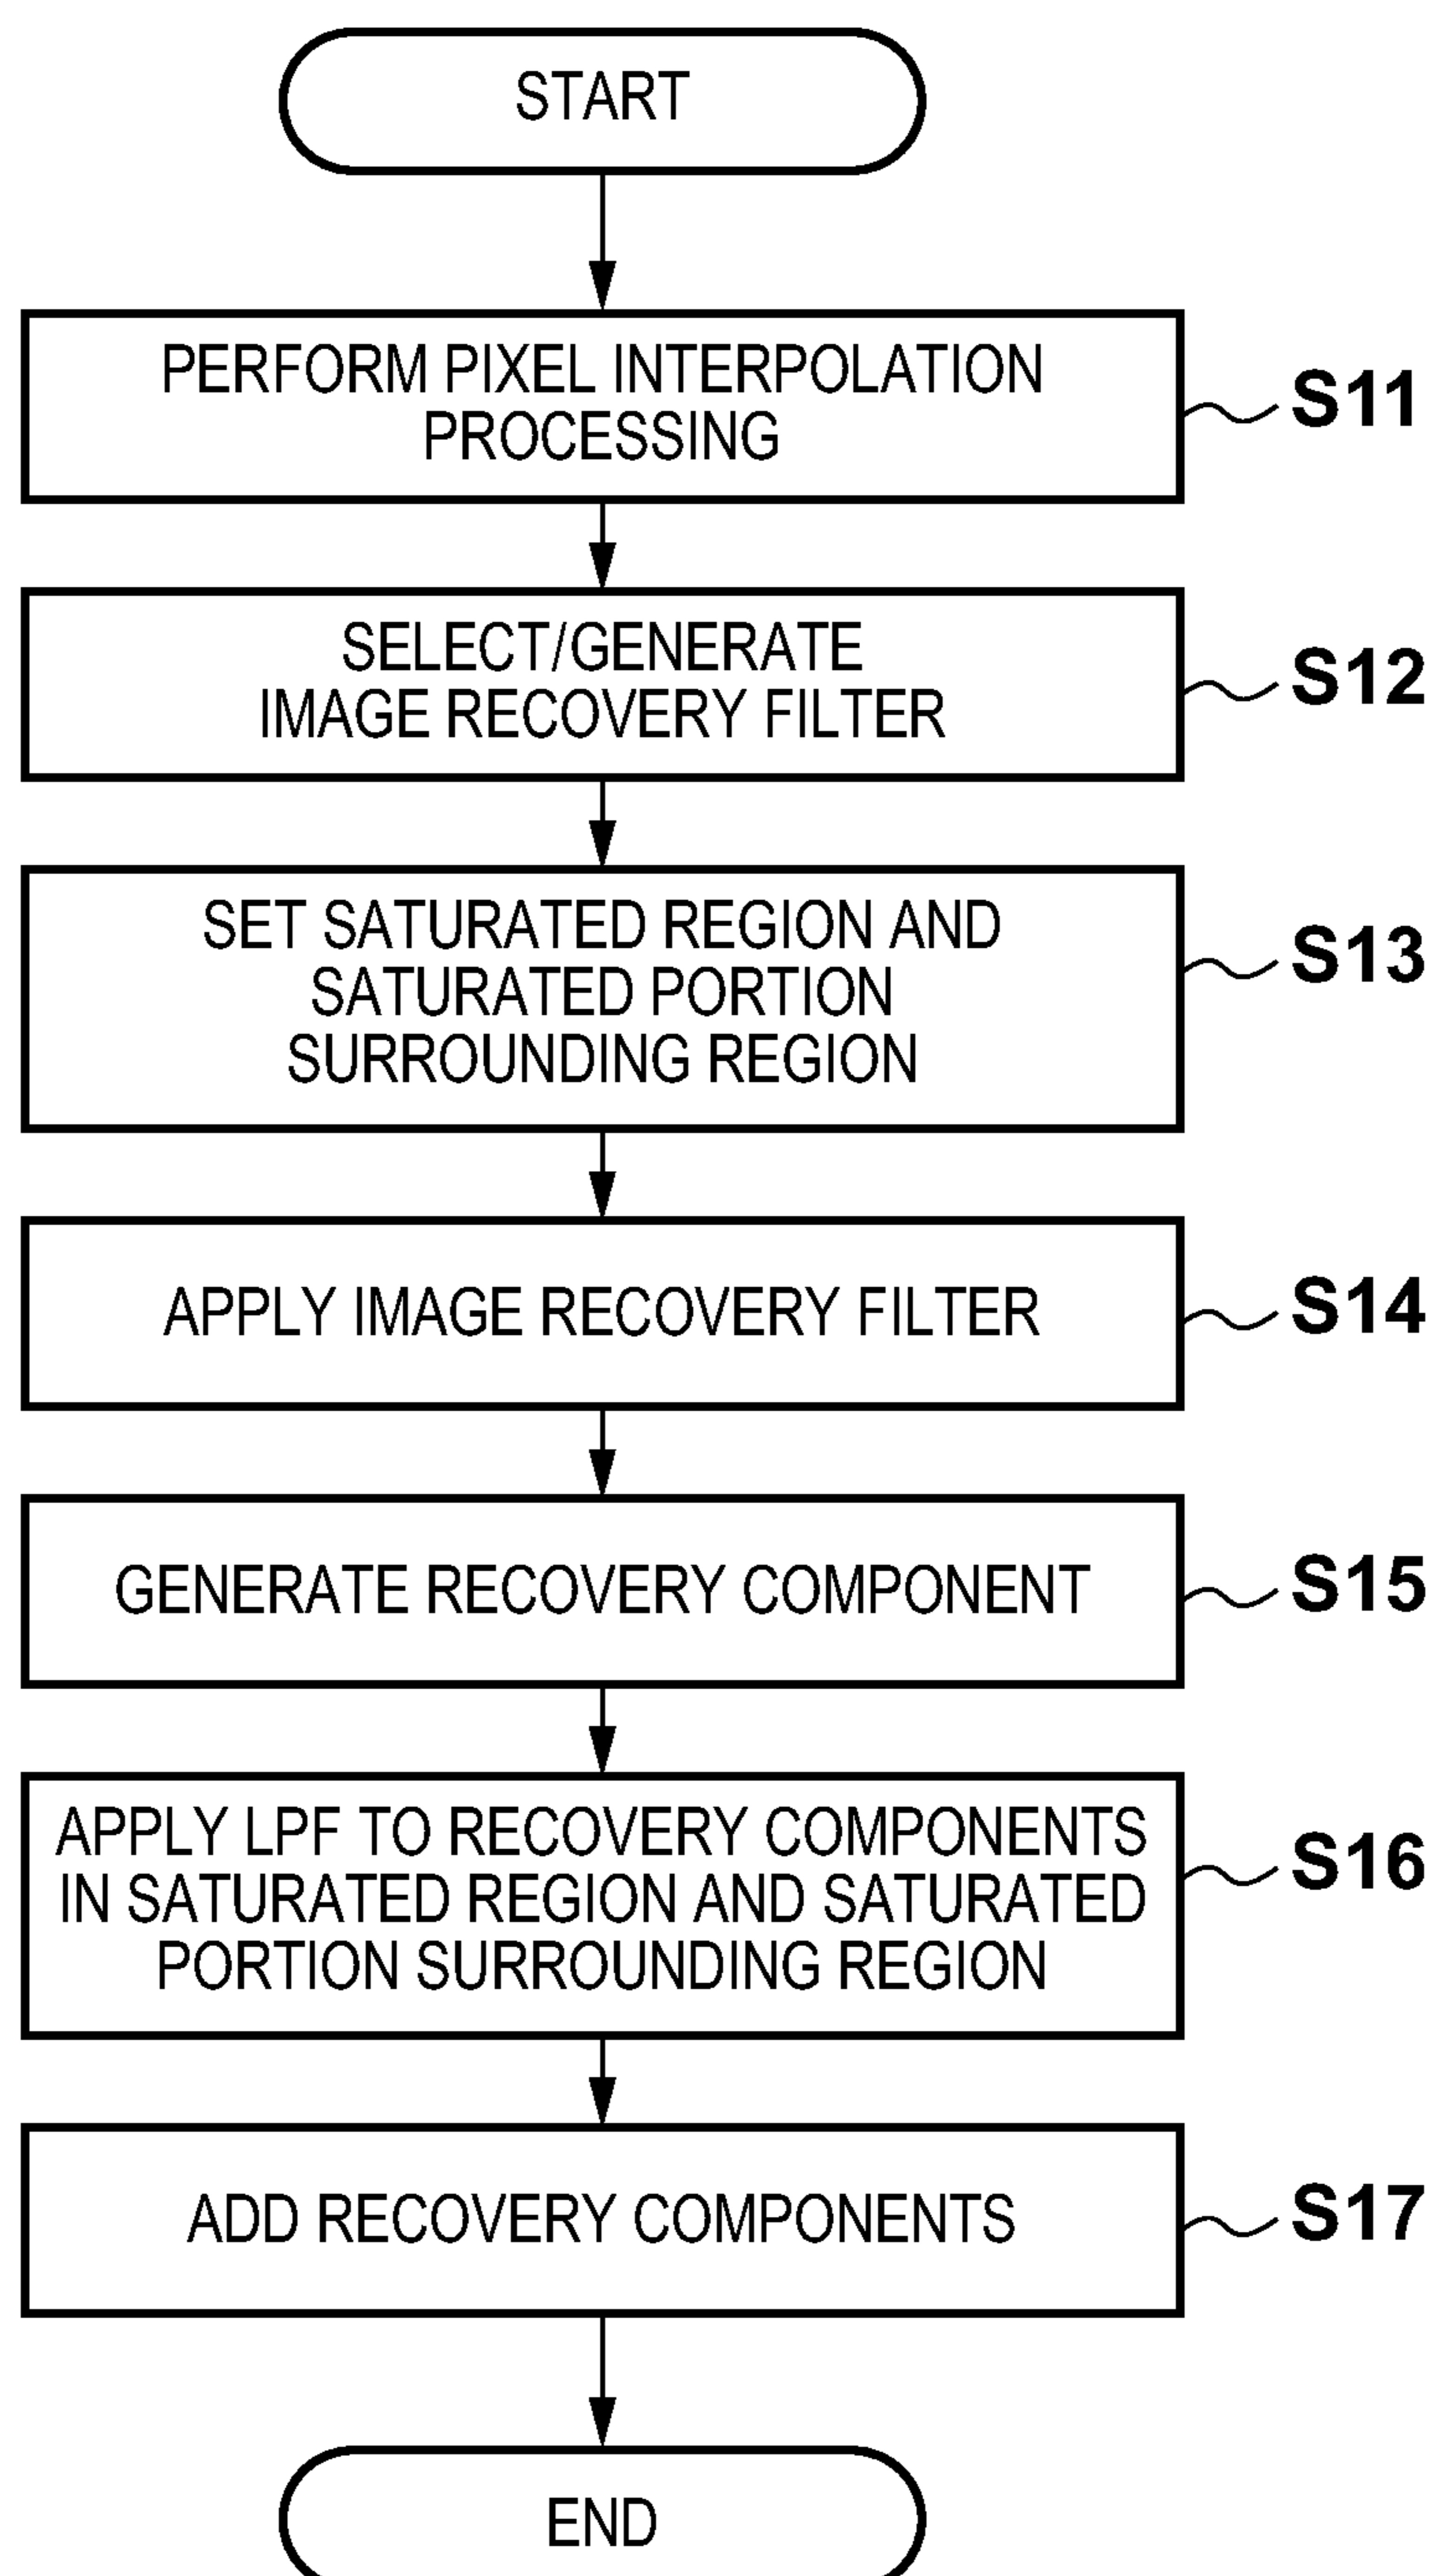 START
PERFORM PIXEL INTERPOLATION
PROCESSING
S11
SELECT/GENERATE
IMAGE RECOVERY FILTER
S12
SET SATURATED REGION AND
SATURATED PORTION
SURROUNDING REGION
S13
APPLY IMAGE RECOVERY FILTER
S14
GENERATE RECOVERY COMPONENT
S15
APPLY LPF TO RECOVERY COMPONENTS
IN SATURATED REGION AND SATURATED
PORTION SURROUNDING REGION
S16
ADD RECOVERY COMPONENTS
S17
END